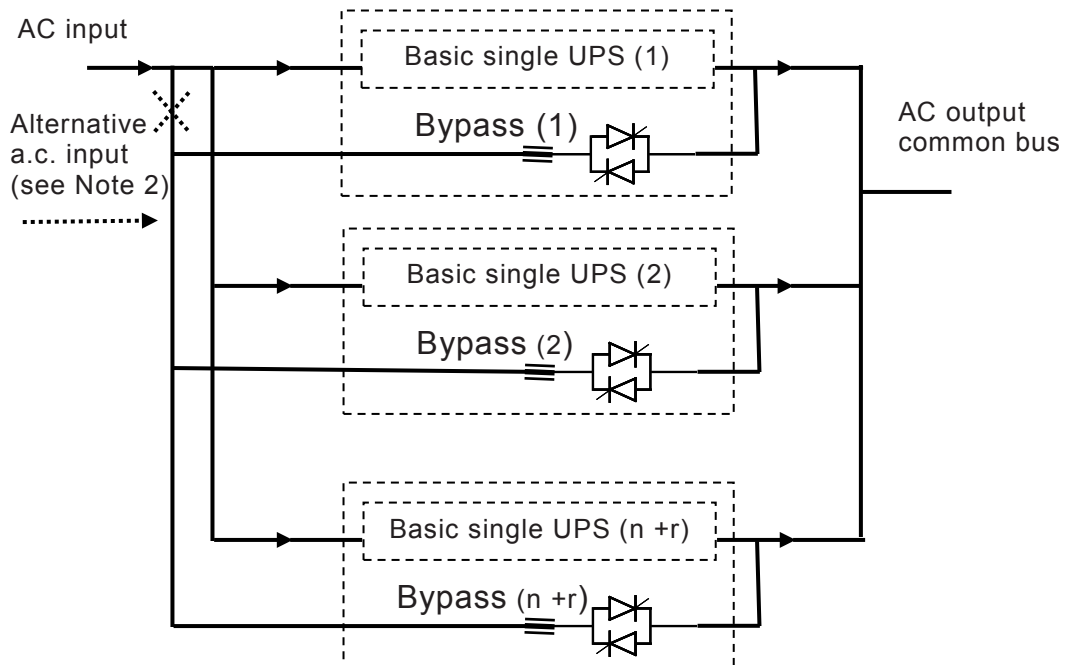 AC input
Basic single UPS (1)
Alternative
a.c. input
(see Note 2)
Bypass (1)
AC output
common bus
Basic single UPS (2)
Bypass (2)
Basic single UPS (n +r)
Bypass (n +r)